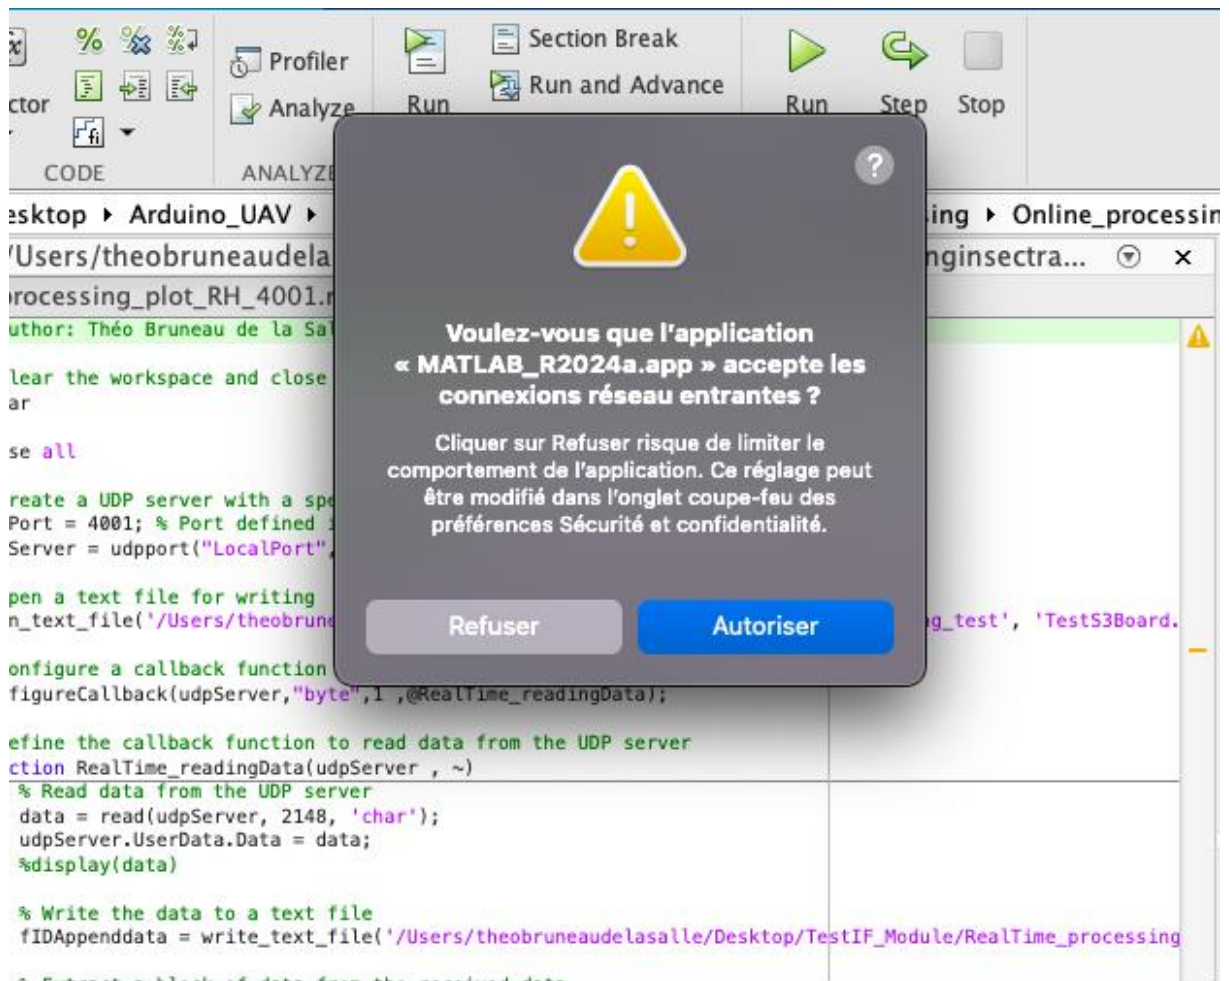 Profiler
Analyze
Run
Section Break
Run and Advance
Run
Step
Stop
CODE
Desktop ▸ Arduino_UAV ▸
Online_processin
/Users/theobruneaudela
nginsectra...
rocessing_plot_RH_4001.
uthor: Théo Bruneau de la Sal
lear the workspace and close
ar
se all
reate a UDP server with a spe
Port = 4001; % Port defined
Server = udpport("LocalPort",
pen a text file for writing
n_text_file('/Users/theobrune
g_test', 'TestS3Board.
onfigure a callback function
figureCallback(udpServer,"byte",1 ,@RealTime_readingData);
efine the callback function to read data from the UDP server
ction RealTime_readingData(udpServer , ~)
% Read data from the UDP server
data = read(udpServer, 2148, 'char');
udpServer.UserData.Data = data;
%display(data)
% Write the data to a text file
fIDAppenddata = write_text_file('/Users/theobruneaudelasalle/Desktop/TestIF_Module/RealTime_processing
?
!
Voulez-vous que l'application
« MATLAB_R2024a.app » accepte les
connexions réseau entrantes ?
Cliquer sur Refuser risque de limiter le
comportement de l'application. Ce réglage peut
être modifié dans l'onglet coupe-feu des
préférences Sécurité et confidentialité.
Refuser
Autoriser